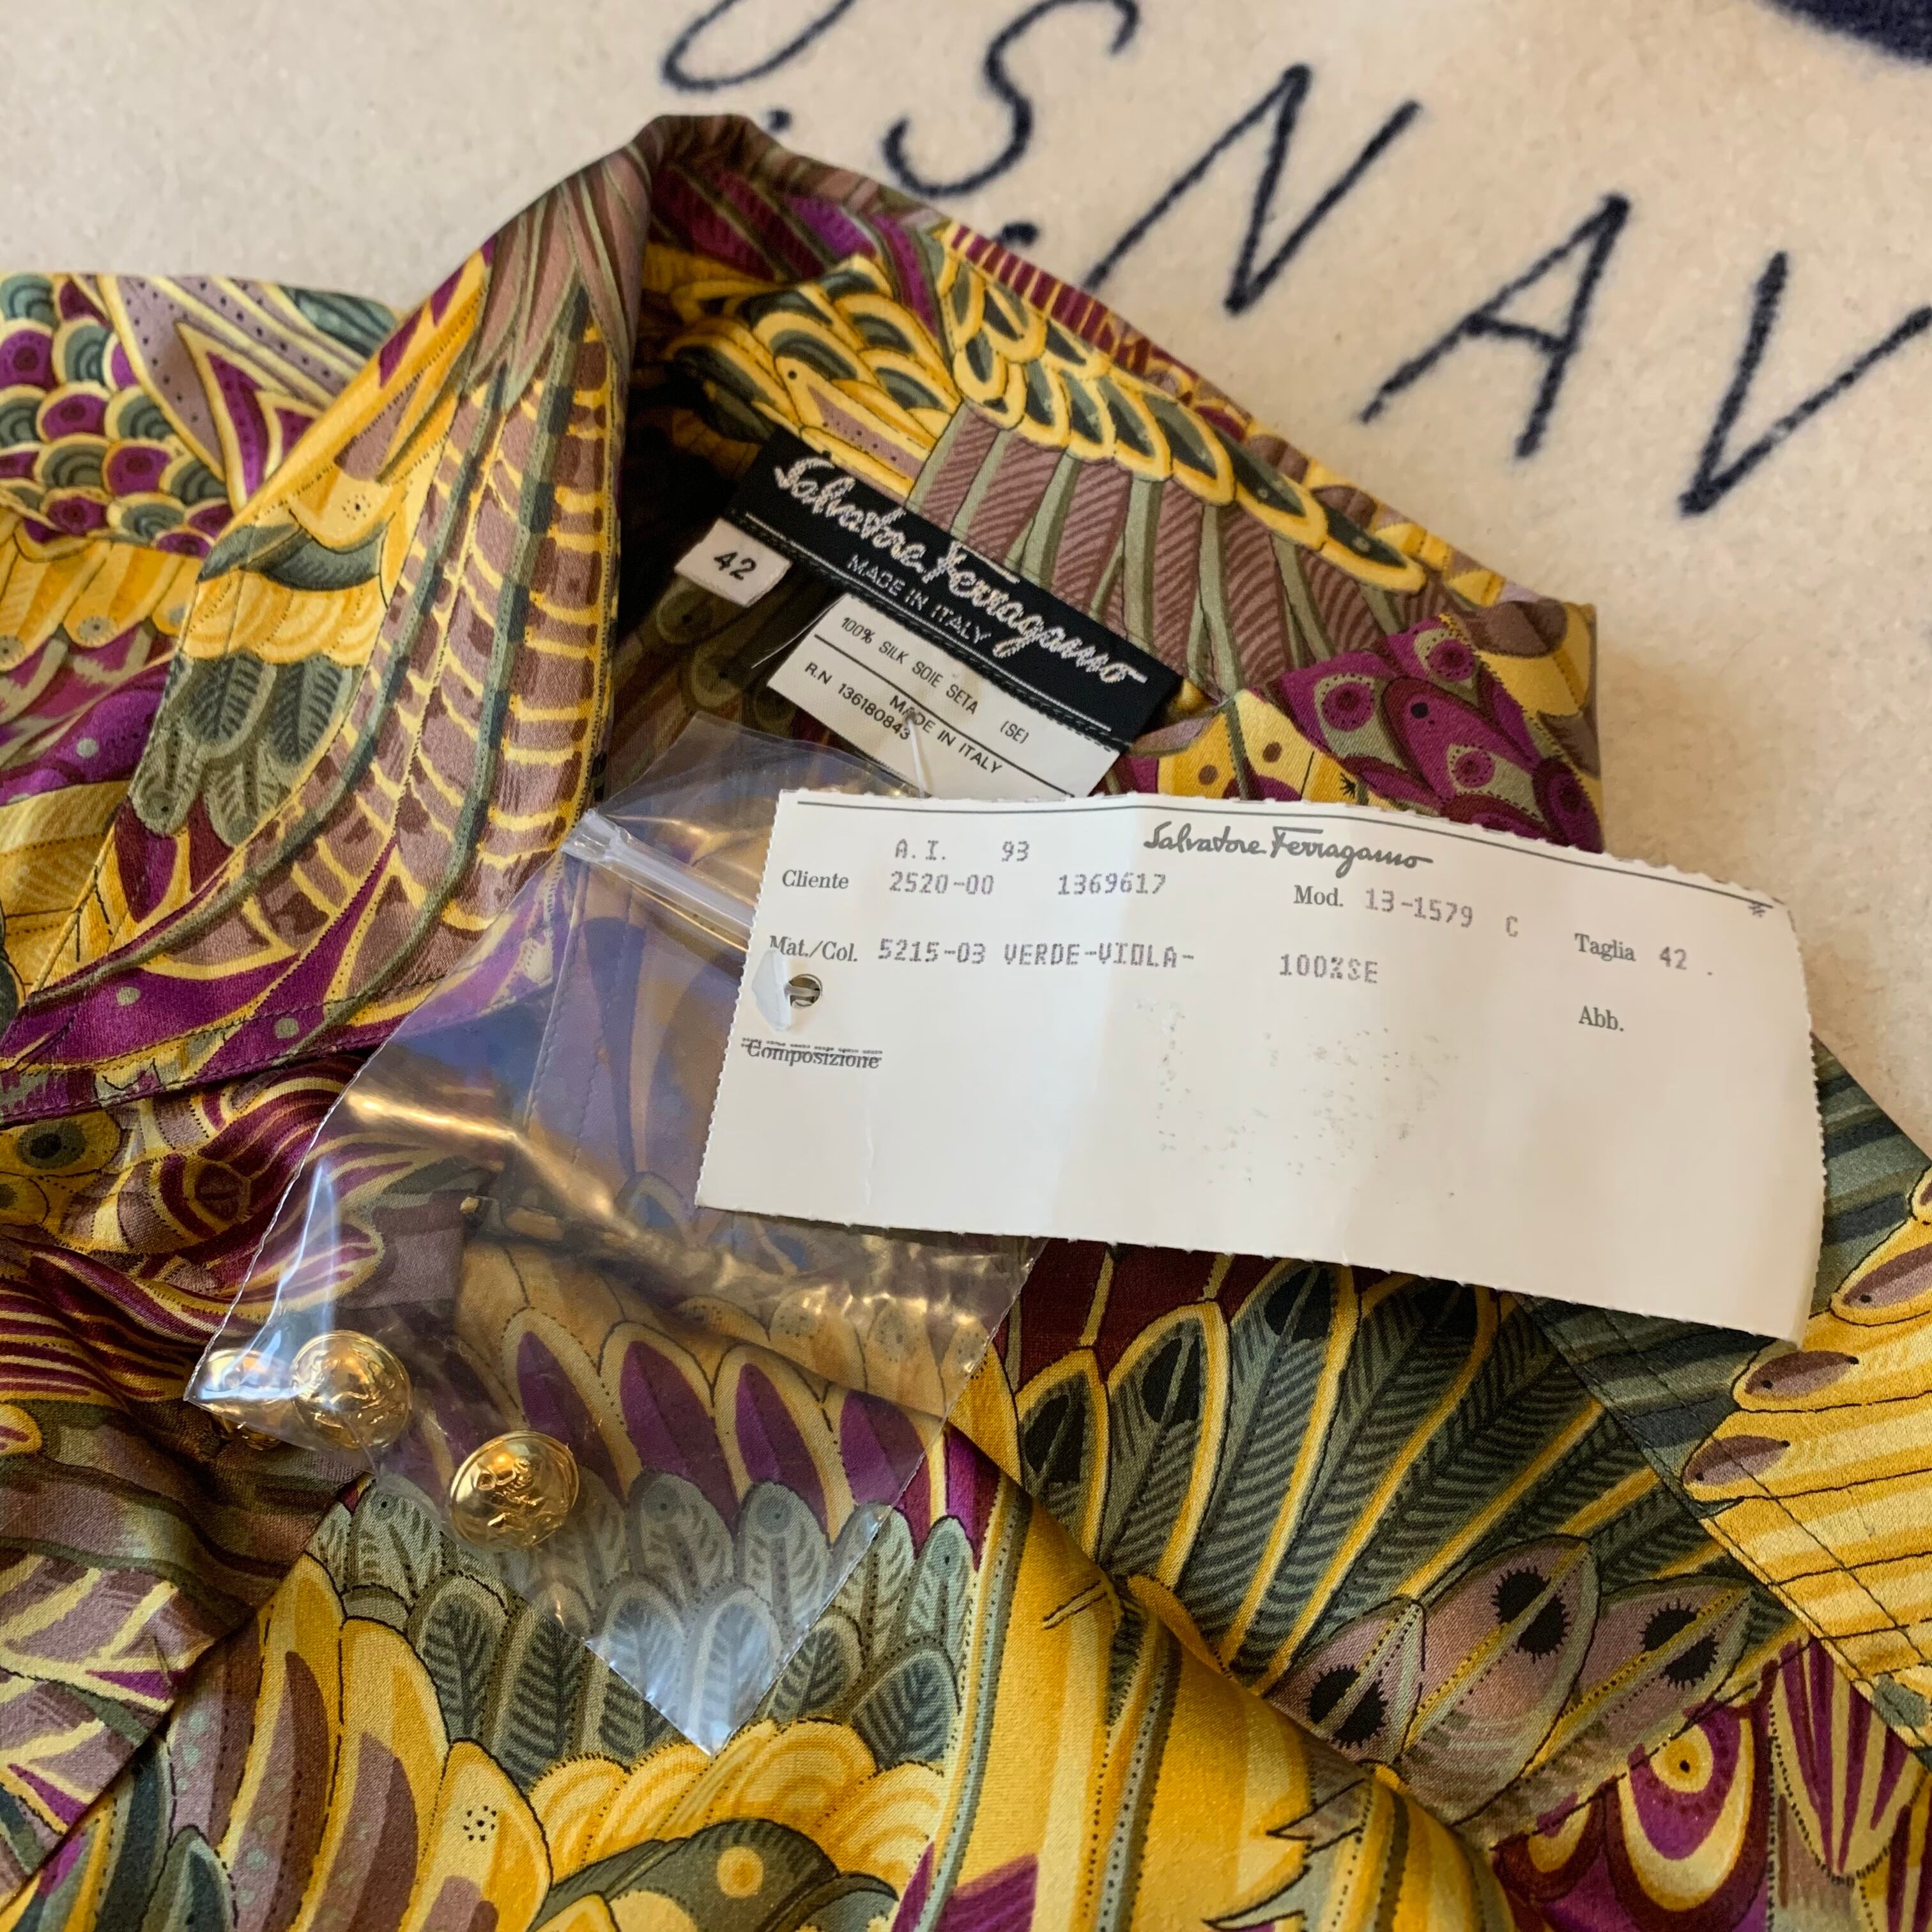 U.S. NAV
Salvatore Ferragamo
MADE IN ITALY
42
100% SILK SOIE SETA (SE)
MADE IN ITALY
R.N 136180843
Salvatore Ferragamo
A.I. 93
Cliente 2520-00 1369617 Mod. 13-1579 C Taglia 42 .
Mat./Col. 5215-03 VERDE-VIOLA- 100%SE
Abb.
Composizione